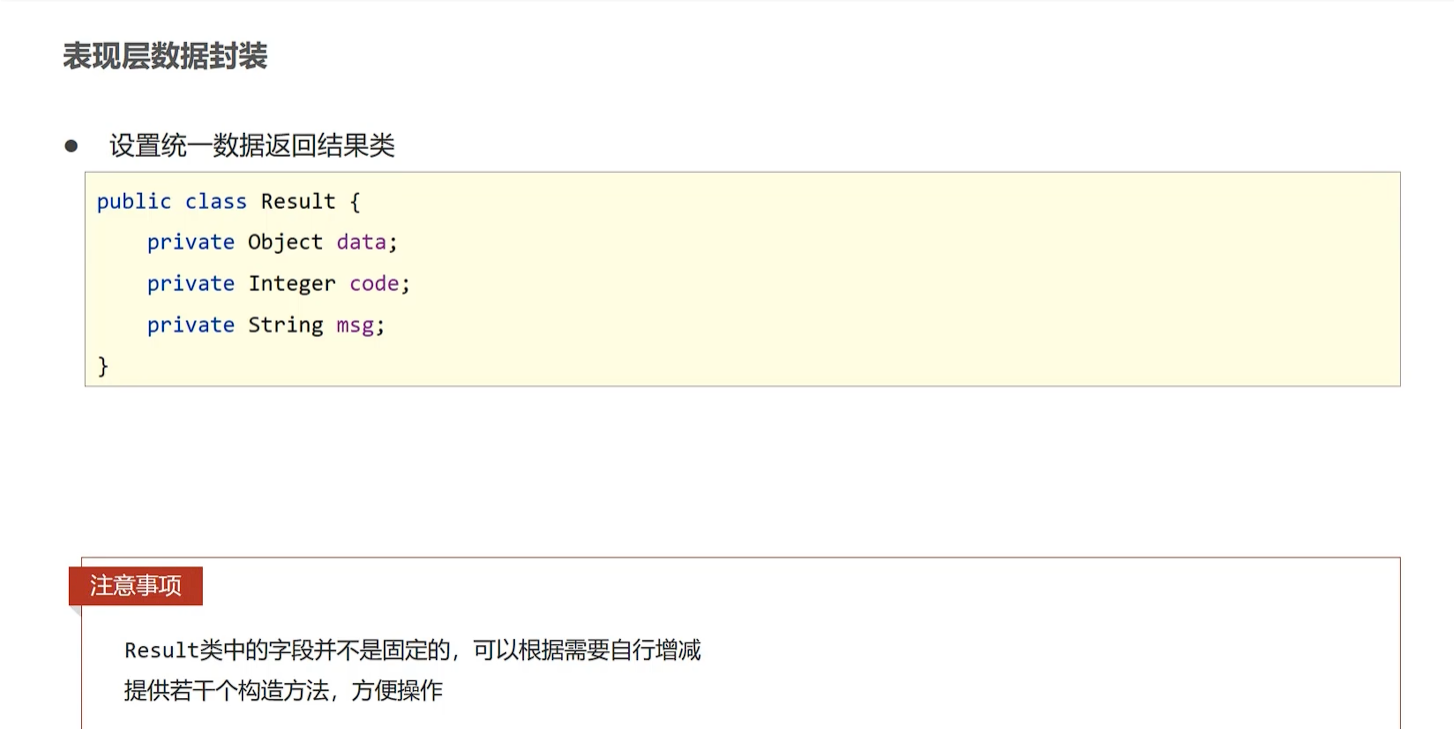 表现层数据封装
● 设置统一数据返回结果类
public class Result {
    private Object data;
    private Integer code;
    private String msg;
}
注意事项
Result类中的字段并不是固定的，可以根据需要自行增减
提供若干个构造方法，方便操作